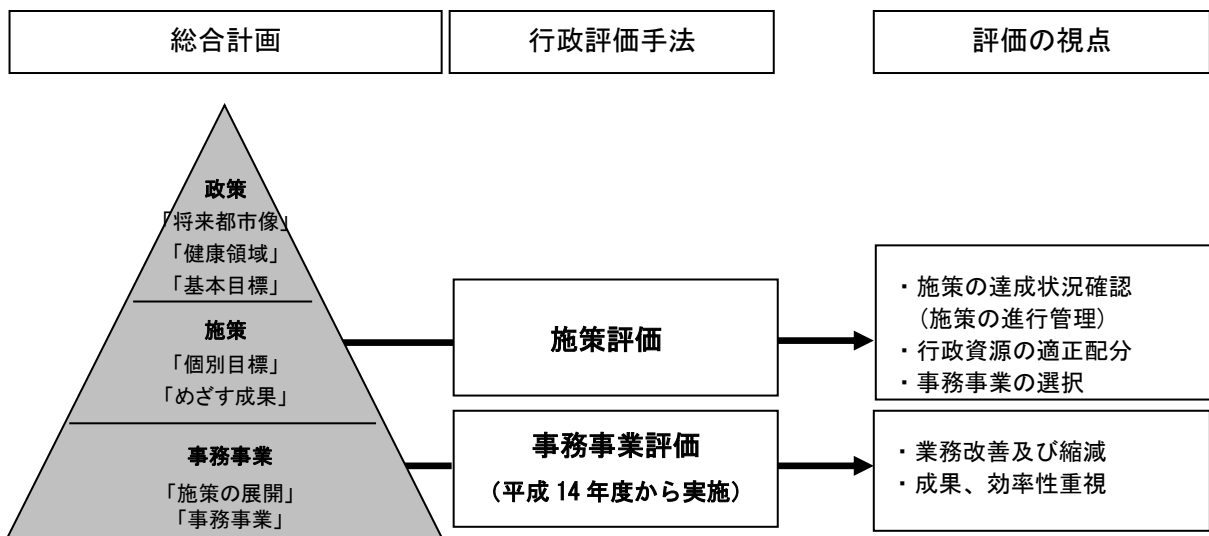 総合計画
行政評価手法
評価の視点
政策
「将来都市像」
「健康領域」
「基本目標」
施策
「個別目標」
「めざす成果」
事務事業
「施策の展開」
「事務事業」
施策評価
事務事業評価
（平成 14 年度から実施）
・施策の達成状況確認
（施策の進行管理）
・行政資源の適正配分
・事務事業の選択
・業務改善及び縮減
・成果、効率性重視